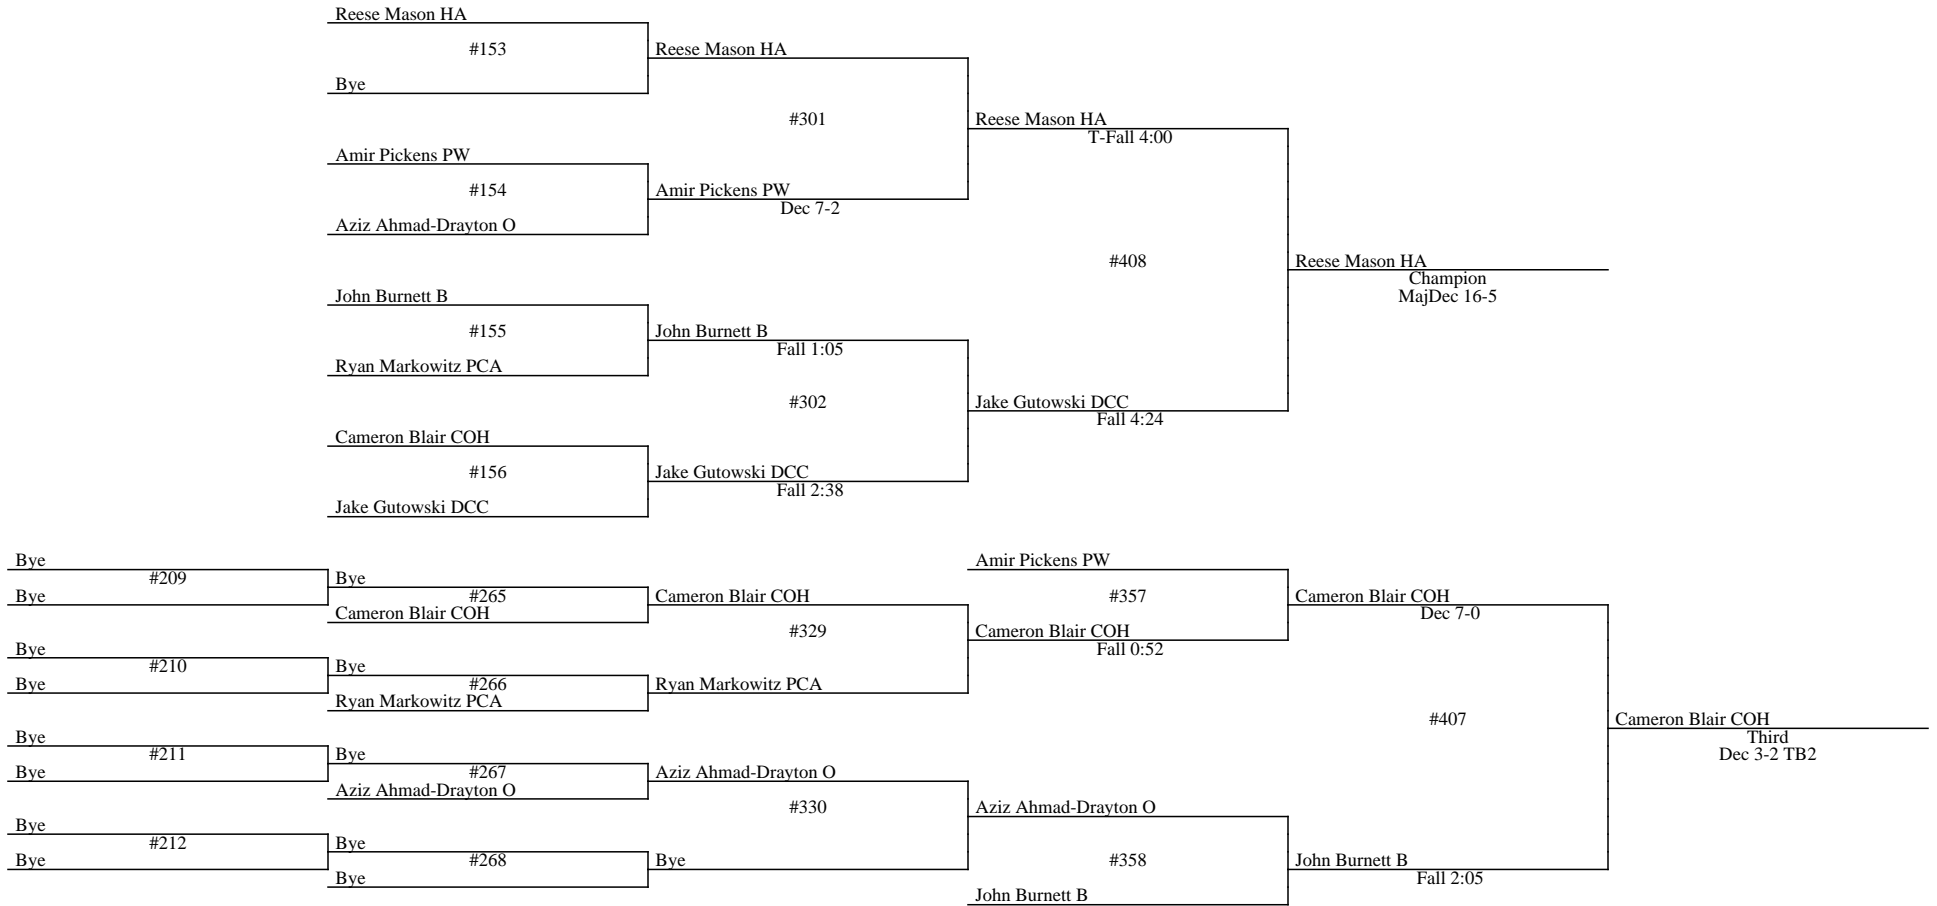 Reese Mason HA
#153
Reese Mason HA
Bye
#301
Reese Mason HA
T-Fall 4:00
Amir Pickens PW
#154
Amir Pickens PW
Dec 7-2
Aziz Ahmad-Drayton O
#408
Reese Mason HA
Champion
MajDec 16-5
John Burnett B
#155
John Burnett B
Fall 1:05
Ryan Markowitz PCA
#302
Jake Gutowski DCC
Fall 4:24
Cameron Blair COH
#156
Jake Gutowski DCC
Fall 2:38
Jake Gutowski DCC
Bye
#209
Bye
Bye
#265
Cameron Blair COH
Cameron Blair COH
#329
Amir Pickens PW
#357
Cameron Blair COH
Dec 7-0
Cameron Blair COH
Fall 0:52
Bye
#210
Bye
Bye
#266
Ryan Markowitz PCA
Ryan Markowitz PCA
#407
Cameron Blair COH
Third
Dec 3-2 TB2
Bye
#211
Bye
Bye
#267
Aziz Ahmad-Drayton O
Aziz Ahmad-Drayton O
#330
Aziz Ahmad-Drayton O
Bye
#212
Bye
Bye
#268
Bye
Bye
#358
John Burnett B
Fall 2:05
John Burnett B